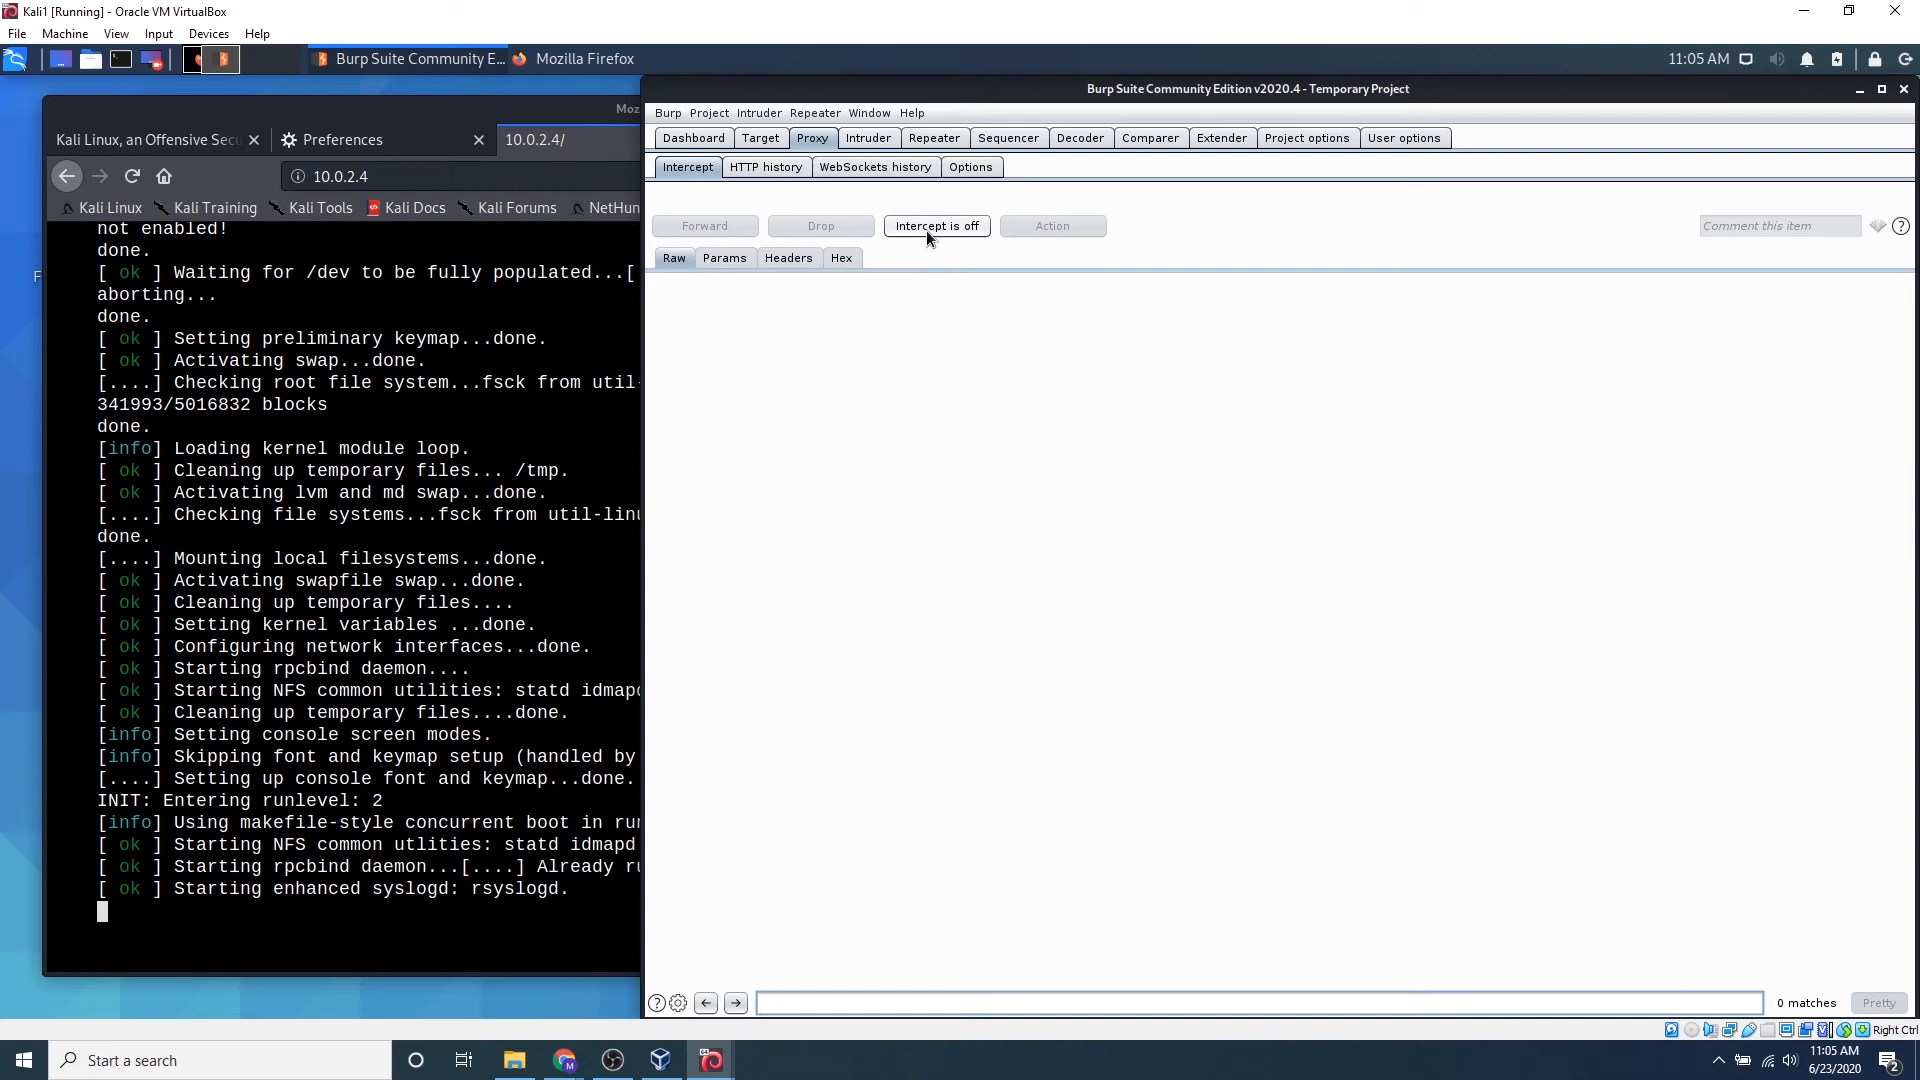 Kali1 [Running] - Oracle VM VirtualBox
File Machine View Input Devices Help
Burp Suite Community E... Mozilla Firefox 11:05 AM
Moz
Kali Linux, an Offensive Secu Preferences 10.0.2.4/
10.0.2.4
Kali Linux Kali Training Kali Tools Kali Docs Kali Forums NetHun
F
not enabled!
done.
[ ok ] Waiting for /dev to be fully populated...[
aborting...
done.
[ ok ] Setting preliminary keymap...done.
[ ok ] Activating swap...done.
[....] Checking root file system...fsck from util-
341993/5016832 blocks
done.
[info] Loading kernel module loop.
[ ok ] Cleaning up temporary files... /tmp.
[ ok ] Activating lvm and md swap...done.
[....] Checking file systems...fsck from util-linu
done.
[....] Mounting local filesystems...done.
[ ok ] Activating swapfile swap...done.
[ ok ] Cleaning up temporary files....
[ ok ] Setting kernel variables ...done.
[ ok ] Configuring network interfaces...done.
[ ok ] Starting rpcbind daemon....
[ ok ] Starting NFS common utilities: statd idmapd
[ ok ] Cleaning up temporary files....done.
[info] Setting console screen modes.
[info] Skipping font and keymap setup (handled by
[....] Setting up console font and keymap...done.
INIT: Entering runlevel: 2
[info] Using makefile-style concurrent boot in run
[ ok ] Starting NFS common utlities: statd idmapd
[ ok ] Starting rpcbind daemon...[....] Already ru
[ ok ] Starting enhanced syslogd: rsyslogd.
Burp Suite Community Edition v2020.4 - Temporary Project
Burp Project Intruder Repeater Window Help
Dashboard Target Proxy Intruder Repeater Sequencer Decoder Comparer Extender Project options User options
Intercept HTTP history WebSockets history Options
Forward Drop Intercept is off Action Comment this item ?
Raw Params Headers Hex
? 0 matches Pretty
Right Ctrl
Start a search
11:05 AM
6/23/2020
2